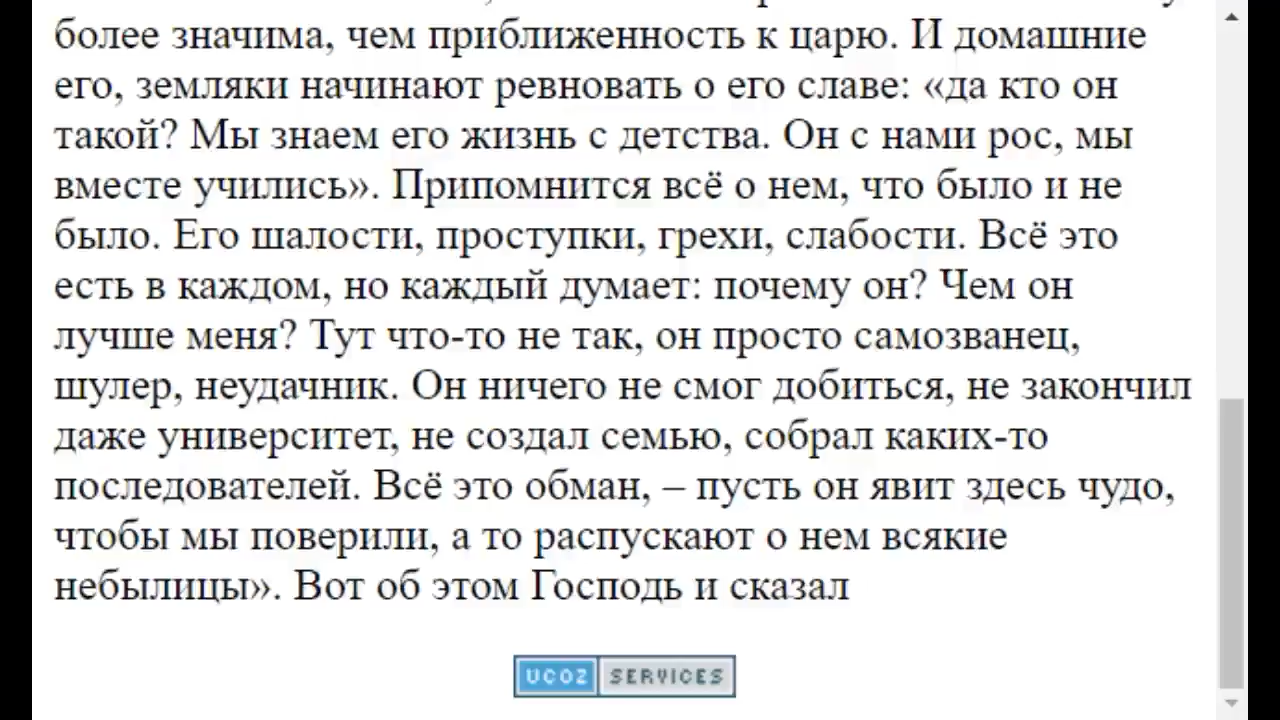 более значима, чем приближенность к царю. И домашние
его, земляки начинают ревновать о его славе: «да кто он
такой? Мы знаем его жизнь с детства. Он с нами рос, мы
вместе учились». Припомнится всё о нем, что было и не
было. Его шалости, проступки, грехи, слабости. Всё это
есть в каждом, но каждый думает: почему он? Чем он
лучше меня? Тут что-то не так, он просто самозванец,
шулер, неудачник. Он ничего не смог добиться, не закончил
даже университет, не создал семью, собрал каких-то
последователей. Всё это обман, – пусть он явит здесь чудо,
чтобы мы поверили, а то распускают о нем всякие
небылицы». Вот об этом Господь и сказал
UCOZ SERVICES